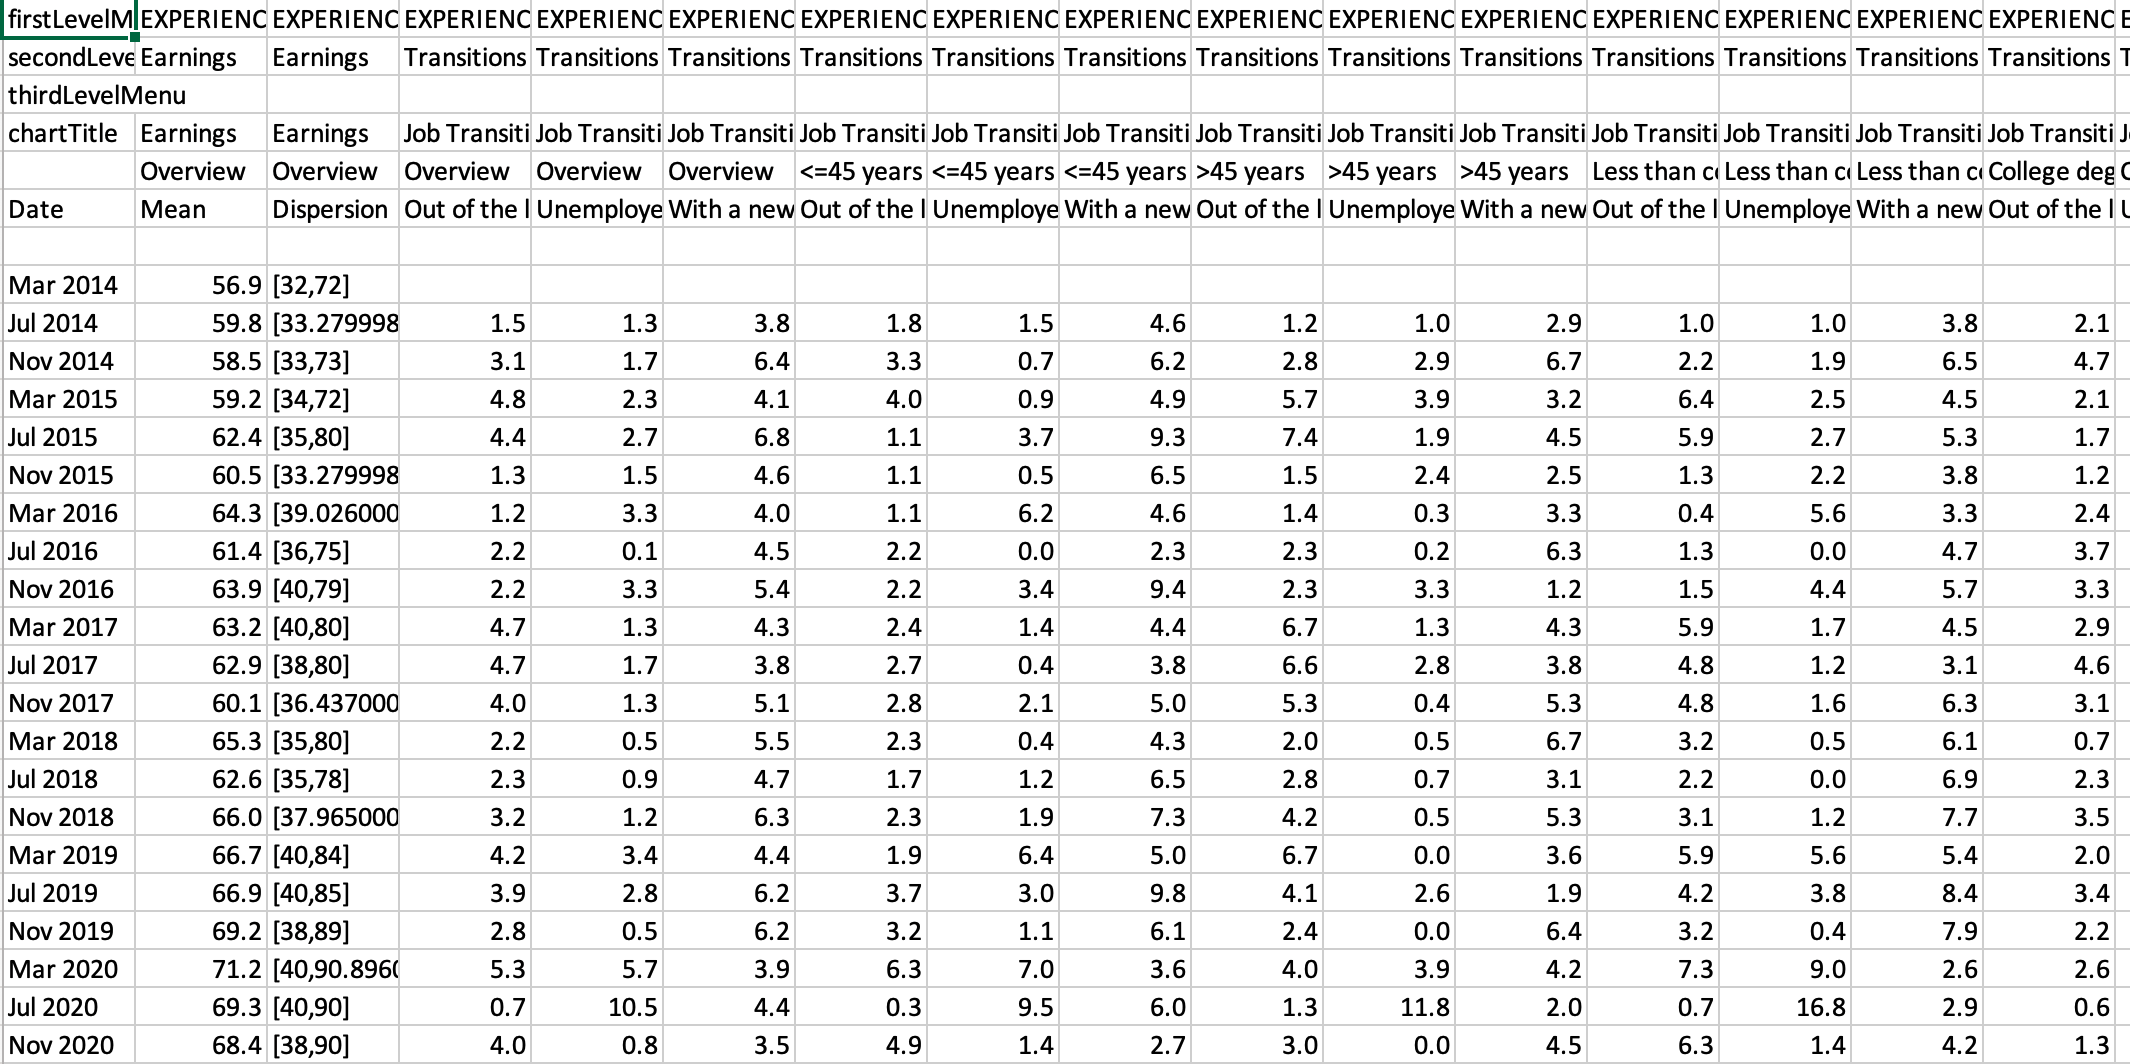 firstLevelM EXPERIENC EXPERIENC EXPERIENC EXPERIENC EXPERIENC EXPERIENC EXPERIENC EXPERIENC EXPERIENC EXPERIENC EXPERIENC EXPERIENC EXPERIENC EXPERIENC EXPERIENC E
secondLeve Earnings Earnings Transitions Transitions Transitions Transitions Transitions Transitions Transitions Transitions Transitions Transitions Transitions Transitions Transitions T
thirdLevelMenu
chartTitle Earnings Earnings Job Transiti Job Transiti Job Transiti Job Transiti Job Transiti Job Transiti Job Transiti Job Transiti Job Transiti Job Transiti Job Transiti Job Transiti Job Transiti J
Overview Overview Overview Overview Overview <=45 years <=45 years <=45 years >45 years >45 years >45 years Less than c Less than c Less than c College deg C
Date Mean Dispersion Out of the l Unemploye With a new Out of the l Unemploye With a new Out of the l Unemploye With a new Out of the l Unemploye With a new Out of the l U
Mar 2014 56.9 [32,72]
Jul 2014 59.8 [33.279998 1.5 1.3 3.8 1.8 1.5 4.6 1.2 1.0 2.9 1.0 1.0 3.8 2.1
Nov 2014 58.5 [33,73] 3.1 1.7 6.4 3.3 0.7 6.2 2.8 2.9 6.7 2.2 1.9 6.5 4.7
Mar 2015 59.2 [34,72] 4.8 2.3 4.1 4.0 0.9 4.9 5.7 3.9 3.2 6.4 2.5 4.5 2.1
Jul 2015 62.4 [35,80] 4.4 2.7 6.8 1.1 3.7 9.3 7.4 1.9 4.5 5.9 2.7 5.3 1.7
Nov 2015 60.5 [33.279998 1.3 1.5 4.6 1.1 0.5 6.5 1.5 2.4 2.5 1.3 2.2 3.8 1.2
Mar 2016 64.3 [39.026000 1.2 3.3 4.0 1.1 6.2 4.6 1.4 0.3 3.3 0.4 5.6 3.3 2.4
Jul 2016 61.4 [36,75] 2.2 0.1 4.5 2.2 0.0 2.3 2.3 0.2 6.3 1.3 0.0 4.7 3.7
Nov 2016 63.9 [40,79] 2.2 3.3 5.4 2.2 3.4 9.4 2.3 3.3 1.2 1.5 4.4 5.7 3.3
Mar 2017 63.2 [40,80] 4.7 1.3 4.3 2.4 1.4 4.4 6.7 1.3 4.3 5.9 1.7 4.5 2.9
Jul 2017 62.9 [38,80] 4.7 1.7 3.8 2.7 0.4 3.8 6.6 2.8 3.8 4.8 1.2 3.1 4.6
Nov 2017 60.1 [36.437000 4.0 1.3 5.1 2.8 2.1 5.0 5.3 0.4 5.3 4.8 1.6 6.3 3.1
Mar 2018 65.3 [35,80] 2.2 0.5 5.5 2.3 0.4 4.3 2.0 0.5 6.7 3.2 0.5 6.1 0.7
Jul 2018 62.6 [35,78] 2.3 0.9 4.7 1.7 1.2 6.5 2.8 0.7 3.1 2.2 0.0 6.9 2.3
Nov 2018 66.0 [37.965000 3.2 1.2 6.3 2.3 1.9 7.3 4.2 0.5 5.3 3.1 1.2 7.7 3.5
Mar 2019 66.7 [40,84] 4.2 3.4 4.4 1.9 6.4 5.0 6.7 0.0 3.6 5.9 5.6 5.4 2.0
Jul 2019 66.9 [40,85] 3.9 2.8 6.2 3.7 3.0 9.8 4.1 2.6 1.9 4.2 3.8 8.4 3.4
Nov 2019 69.2 [38,89] 2.8 0.5 6.2 3.2 1.1 6.1 2.4 0.0 6.4 3.2 0.4 7.9 2.2
Mar 2020 71.2 [40,90.8960 5.3 5.7 3.9 6.3 7.0 3.6 4.0 3.9 4.2 7.3 9.0 2.6 2.6
Jul 2020 69.3 [40,90] 0.7 10.5 4.4 0.3 9.5 6.0 1.3 11.8 2.0 0.7 16.8 2.9 0.6
Nov 2020 68.4 [38,90] 4.0 0.8 3.5 4.9 1.4 2.7 3.0 0.0 4.5 6.3 1.4 4.2 1.3